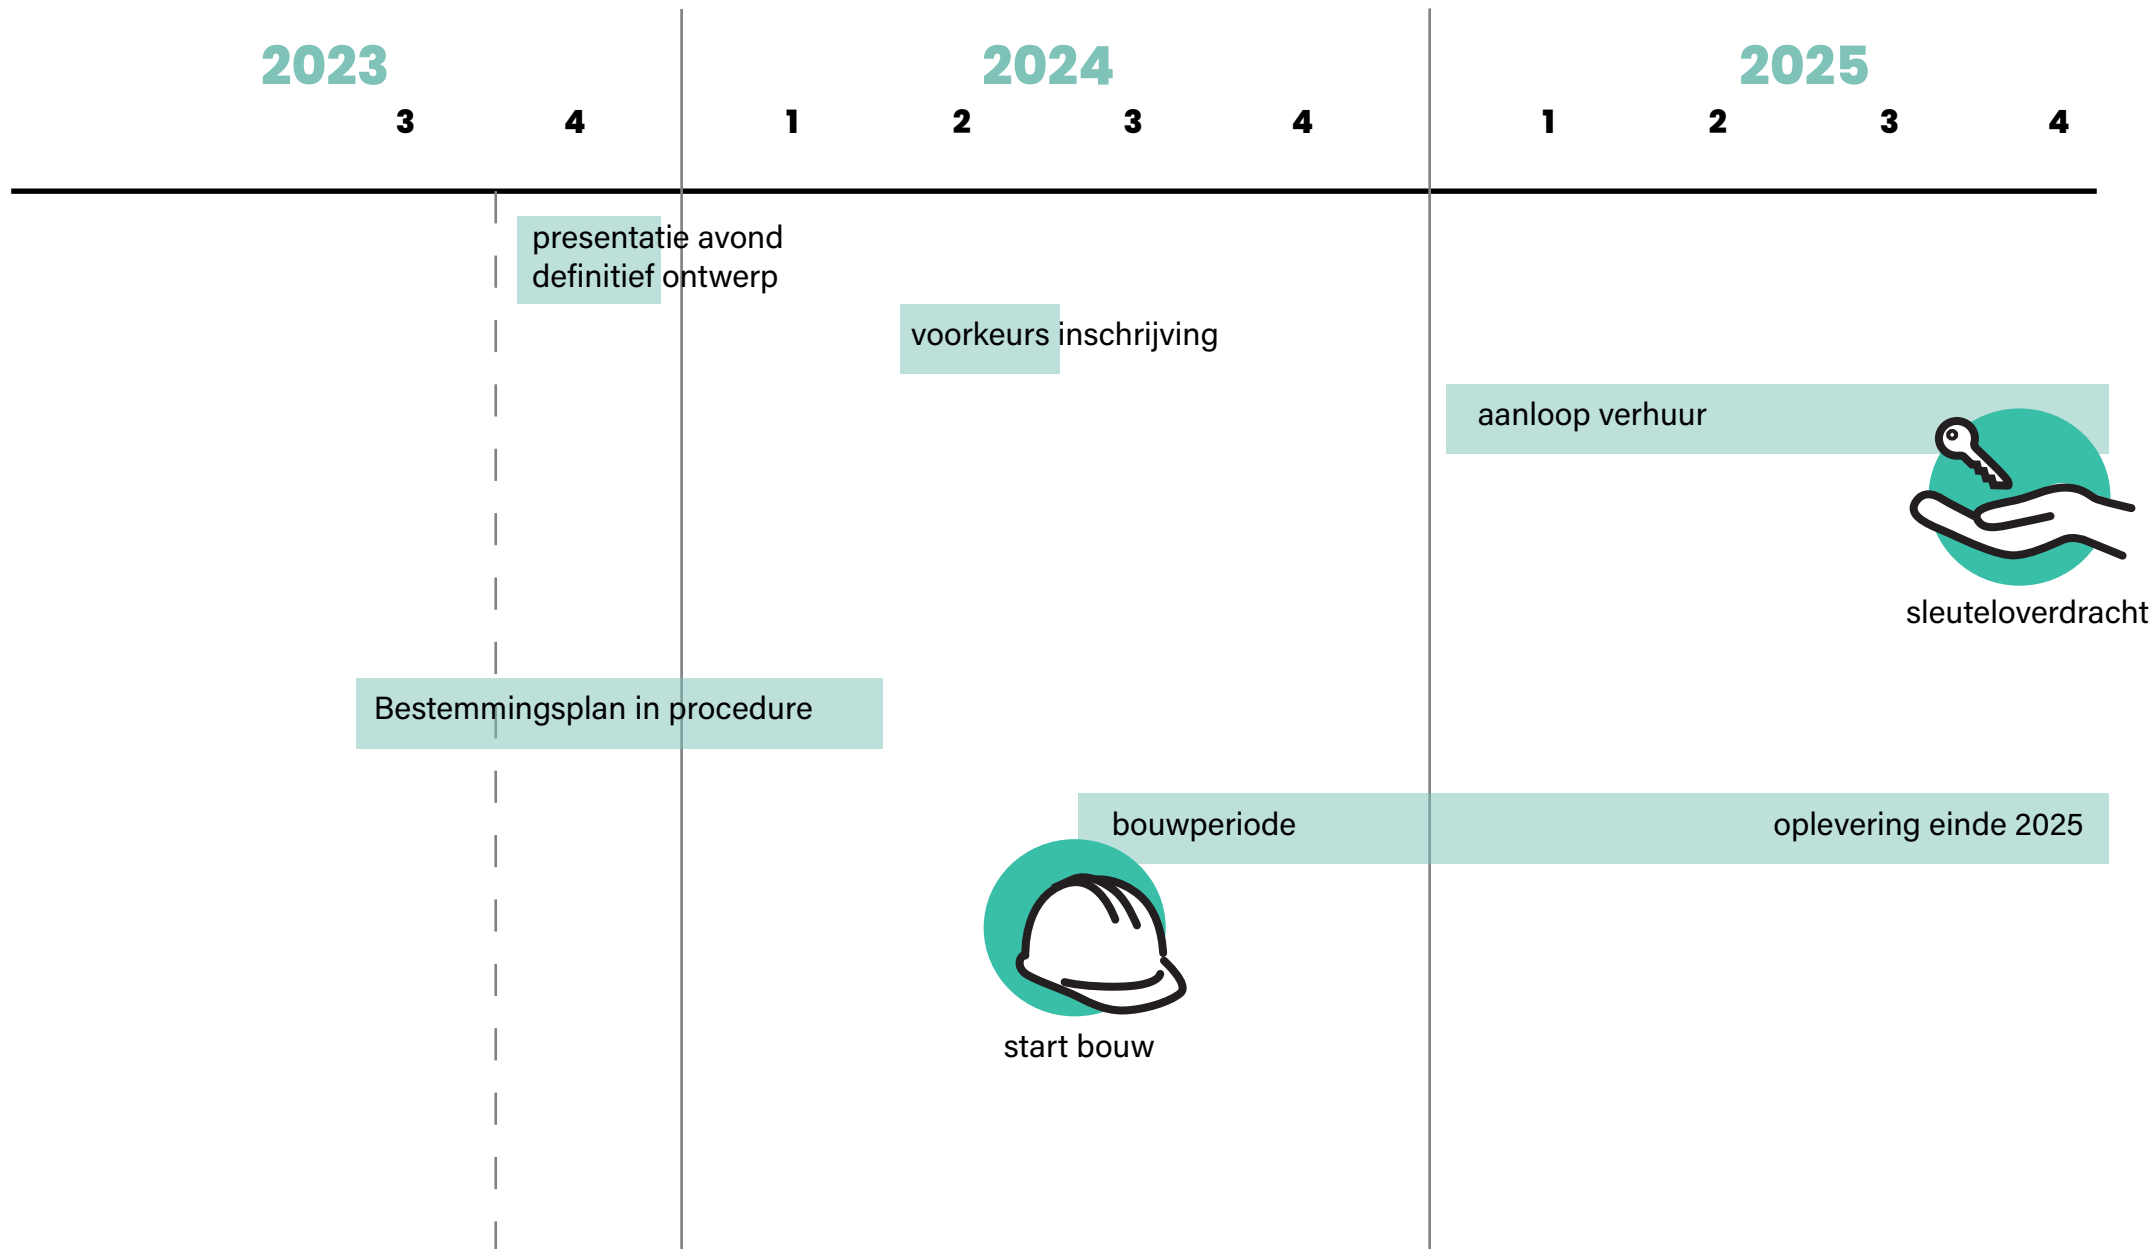 2023 2024 2025
3 4 1 2 3 4 1 2 3 4
presentatie avond
definitief ontwerp
voorkeurs inschrijving
aanloop verhuur
sleuteloverdracht
Bestemmingsplan in procedure
bouwperiode oplevering einde 2025
start bouw